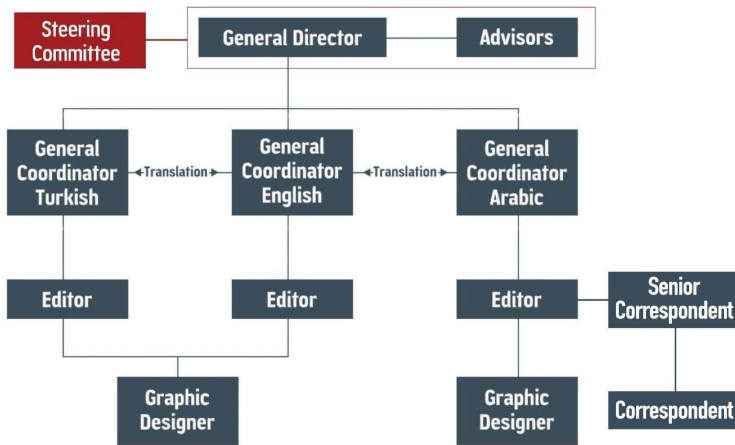 Steering
Committee
General Director
Advisors
General
Coordinator
Turkish
Translation
General
Coordinator
English
Translation
General
Coordinator
Arabic
Editor
Editor
Editor
Senior
Correspondent
Graphic
Designer
Graphic
Designer
Correspondent